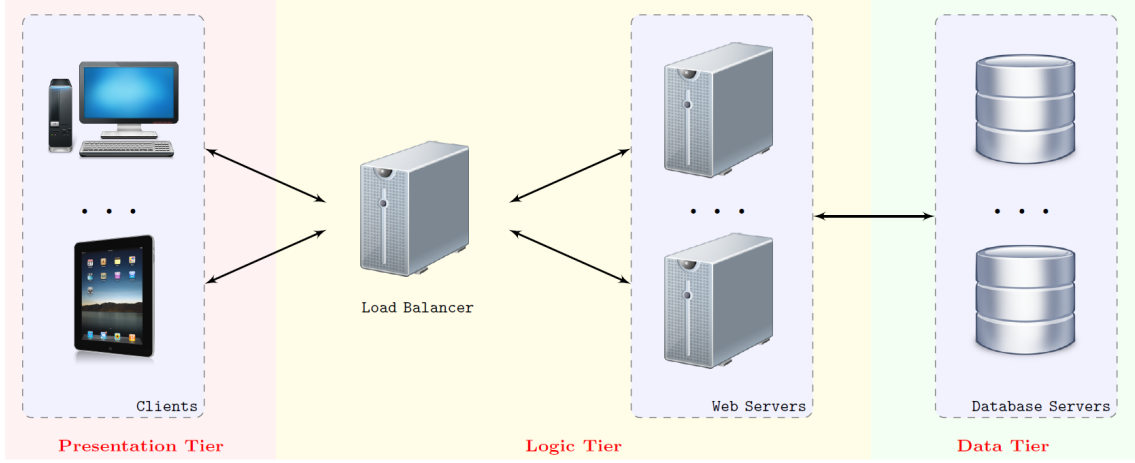 Load Balancer
Clients
Web Servers
Database Servers
Presentation Tier
Logic Tier
Data Tier